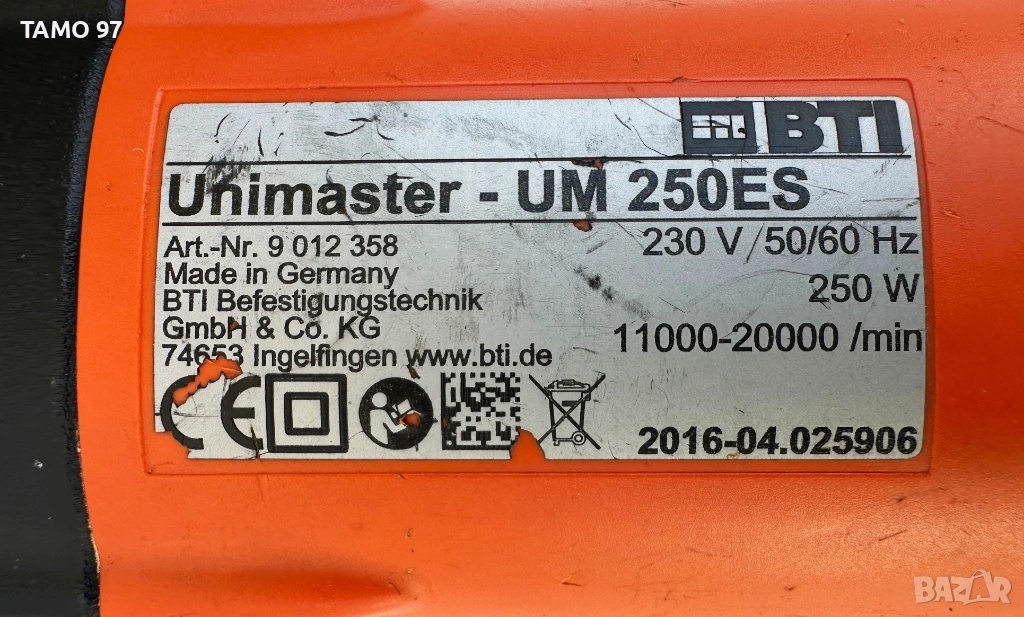 TAMO 97
BTI
Unimaster - UM 250ES
Art.-Nr. 9 012 358
230 V / 50/60 Hz
Made in Germany
250 W
BTI Befestigungstechnik
GmbH & Co. KG
11000-20000 /min
74653 Ingelfingen www.bti.de
CE
2016-04.025906
BAZAR